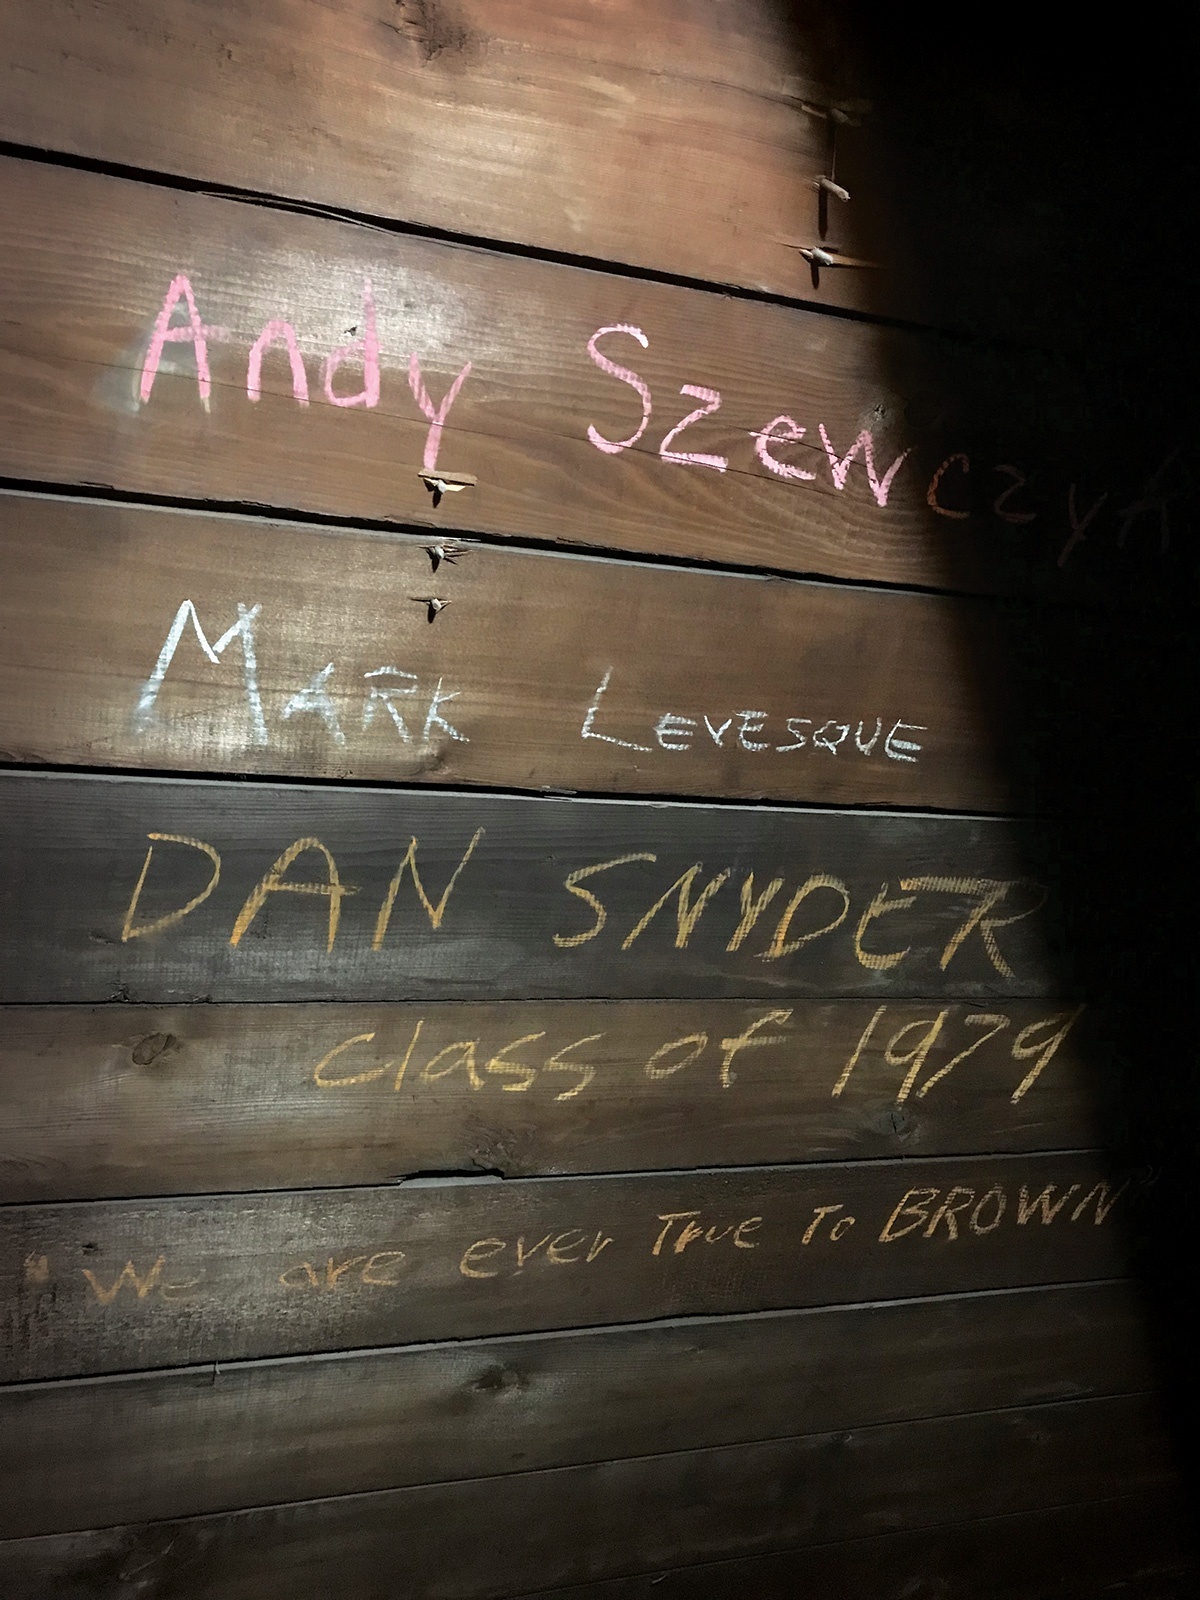 Andy Szewczyk
MARK LEVESQUE
DAN SNYDER
class of 1979
"We are ever True To BROWN"